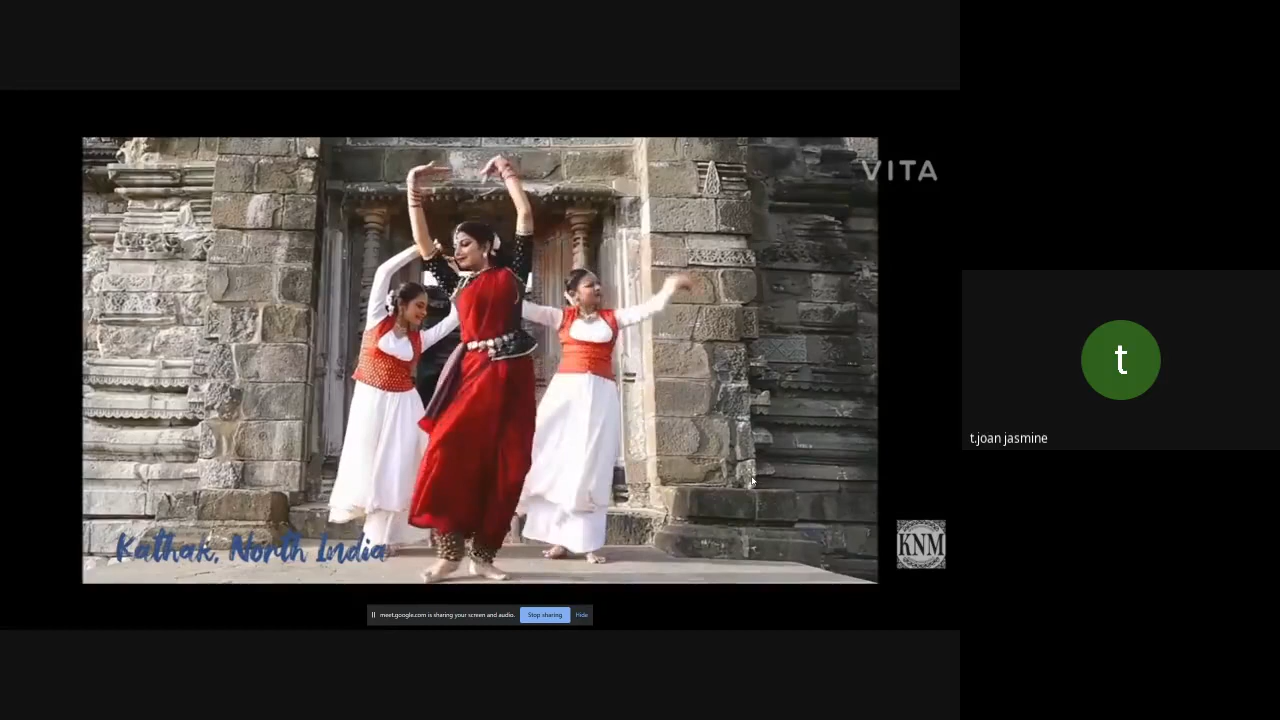 VITA
t
t.joan jasmine
Kathak, North India
KNM
meet.google.com is sharing your screen and audio.
Stop sharing
Hide